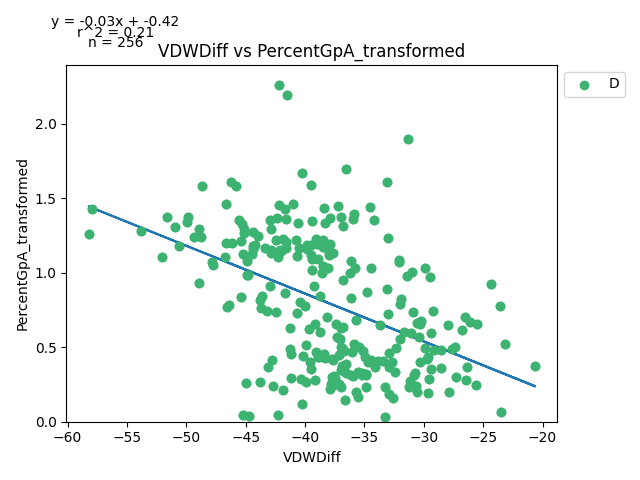 y = -0.03x + -0.42
r^2 = 0.21
n = 256
VDWDiff vs PercentGpA_transformed
D
PercentGpA_transformed
2.0
1.5
1.0
0.5
0.0
−60 −55 −50 −45 −40 −35 −30 −25 −20
VDWDiff